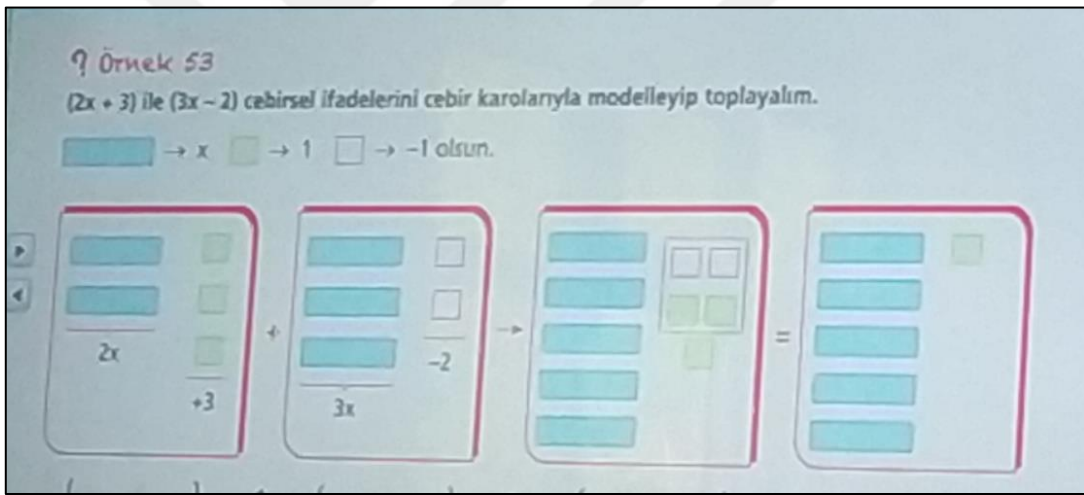 ? Örnek 53
(2x + 3) ile (3x – 2) cebirsel ifadelerini cebir karolarıyla modelleyip toplayalım.
→ x → 1 → –1 olsun.
+ → =
2x +3 3x –2